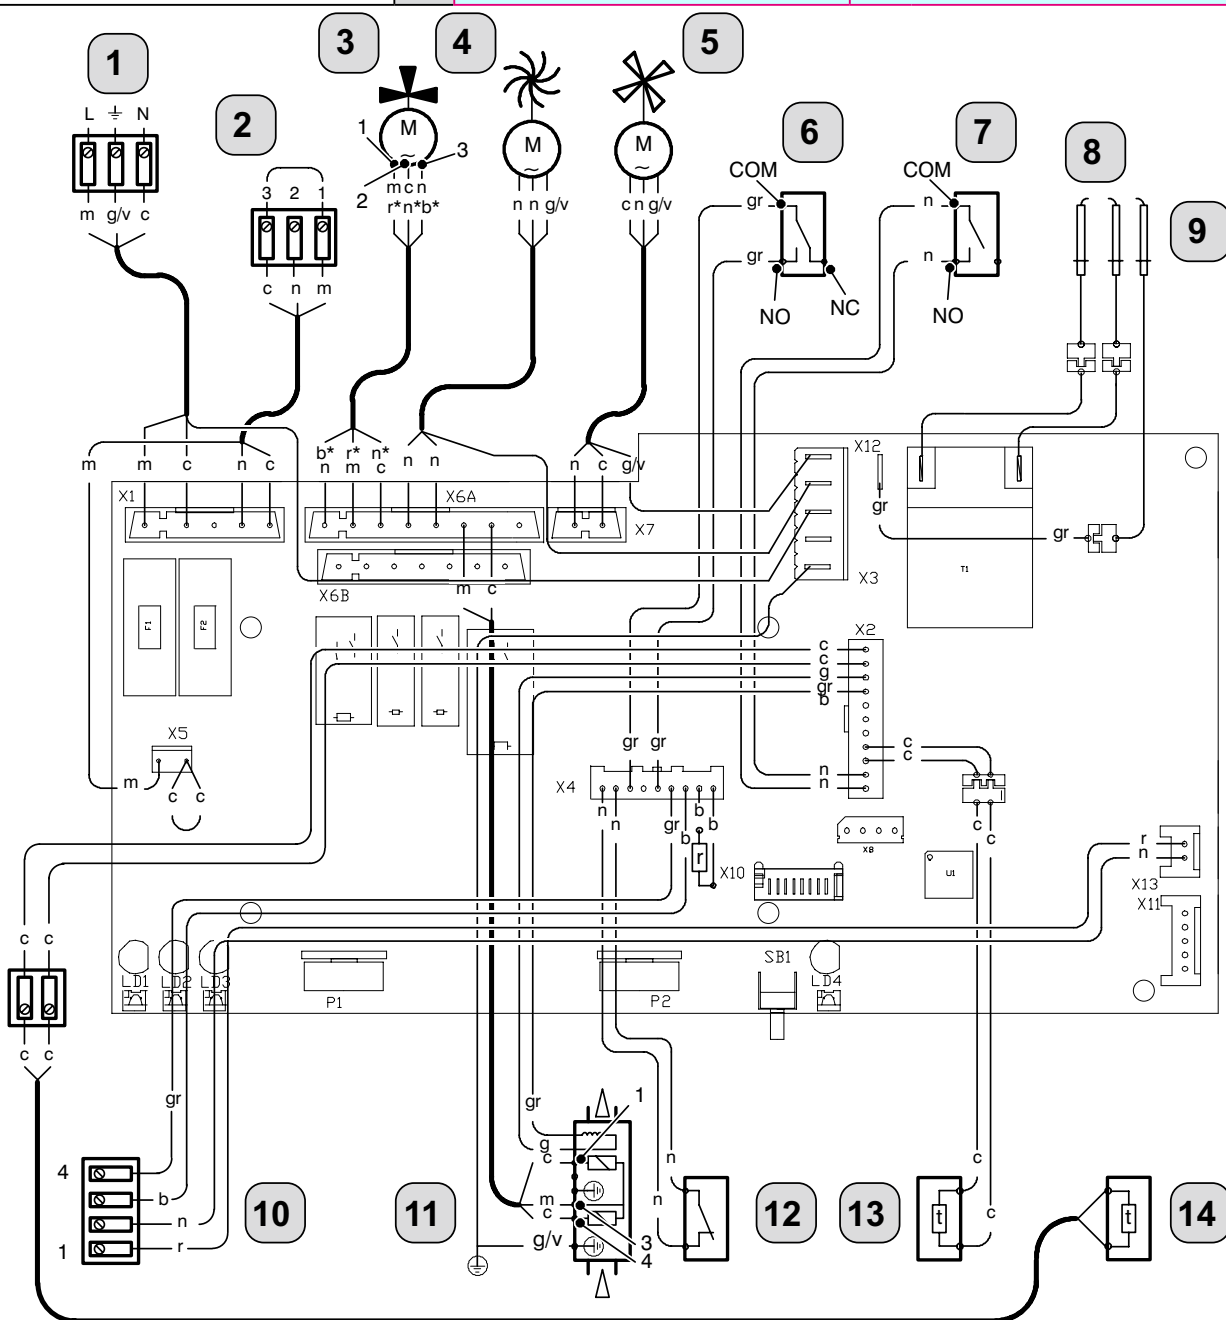 1
2
3
4
5
6
7
8
9
L
N
m g/v c
3 2 1
c n m
M
~
1
2
3
m c n
r* n* b*
M
~
n n g/v
M
~
c n g/v
COM
gr
gr
NO
NC
COM
n
n
NO
m
m c n c
b* r* n*
n m c
n n
n c g/v
X1
X6A
X7
X12
gr
gr
T1
X3
X6B
m c
F1
F2
X2
c
c
g
gr
b
c
c
n
n
X5
m
c c
gr gr
X4
n
n
gr
b
b
b
r
X10
X8
U1
c
c
r
n
X13
X11
c c
LD1
LD2
LD3
P1
P2
SB1
LD4
c c
gr
4
b
n
1
r
10
11
gr
g
c
m
c
g/v
1
3
4
n
n
12
13
t
c
c
t
14